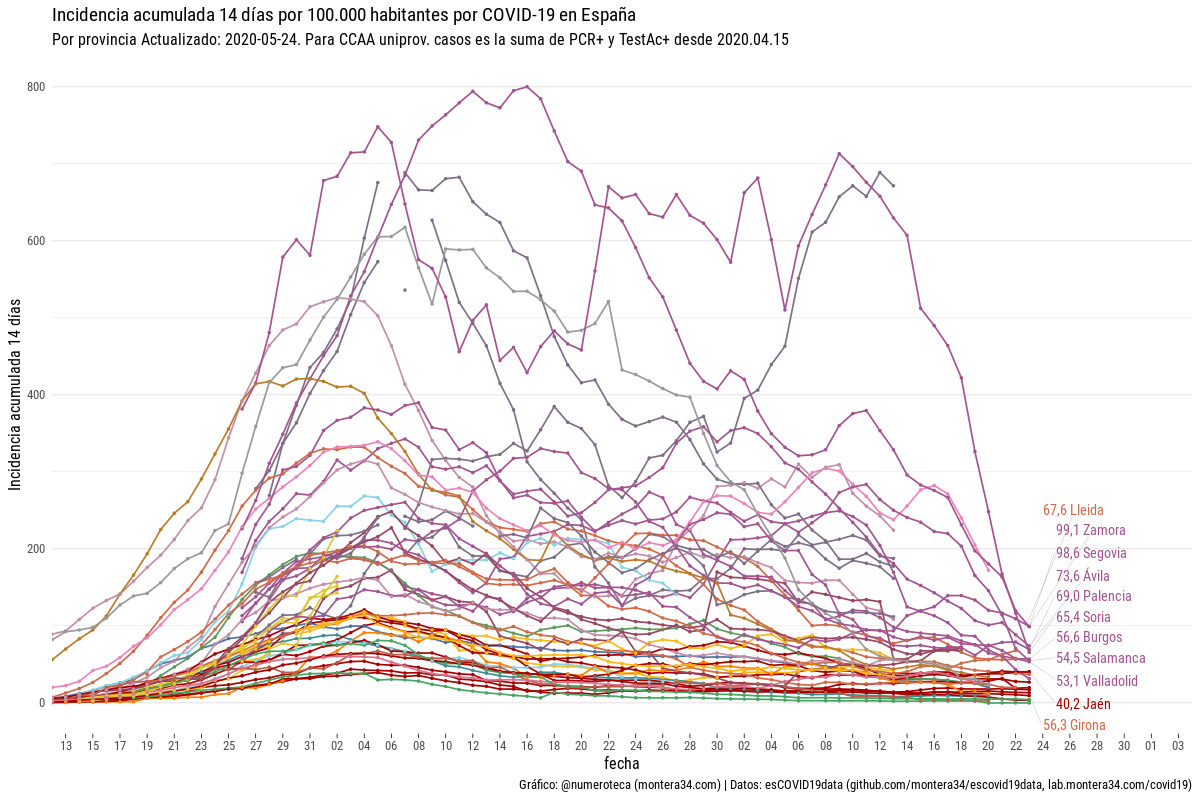 Incidencia acumulada 14 días por 100.000 habitantes por COVID-19 en España
Por provincia Actualizado: 2020-05-24. Para CCAA uniprov. casos es la suma de PCR+ y TestAc+ desde 2020.04.15
Incidencia acumulada 14 días
800
600
400
200
0
67,6 Lleida
99,1 Zamora
98,6 Segovia
73,6 Ávila
69,0 Palencia
65,4 Soria
56,6 Burgos
54,5 Salamanca
53,1 Valladolid
40,2 Jaén
56,3 Girona
13 15 17 19 21 23 25 27 29 31 02 04 06 08 10 12 14 16 18 20 22 24 26 28 30 02 04 06 08 10 12 14 16 18 20 22 24 26 28 30 01 03
fecha
Gráfico: @numeroteca (montera34.com) | Datos: esCOVID19data (github.com/montera34/escovid19data, lab.montera34.com/covid19)